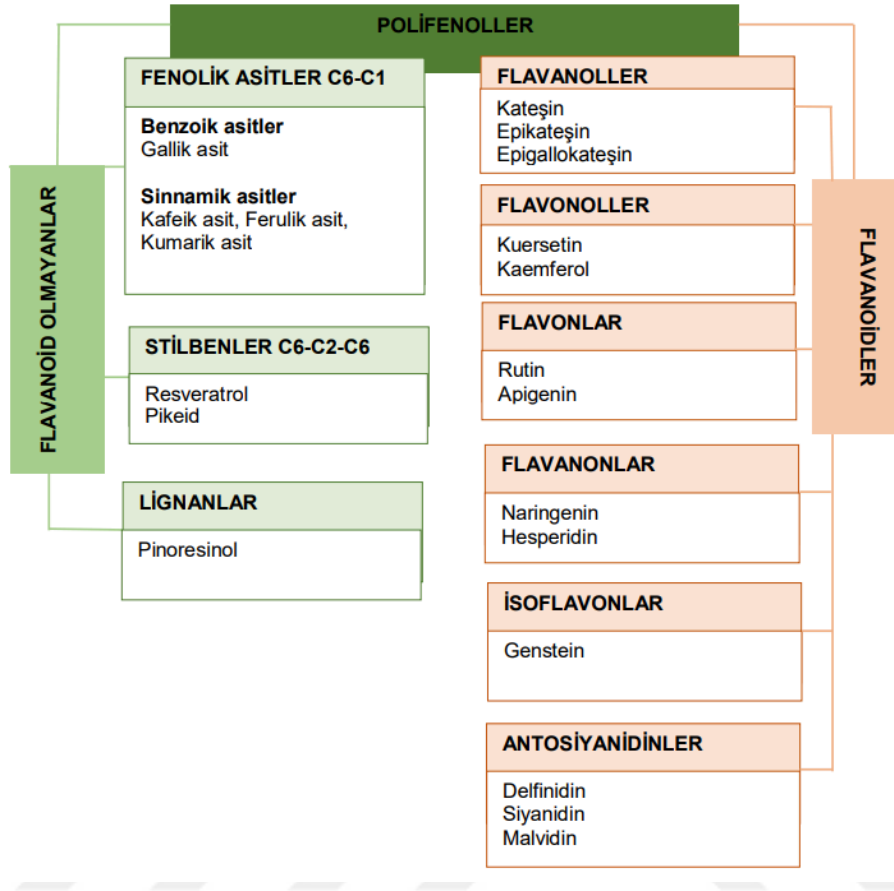 POLİFENOLLER
FLAVANOİD OLMAYANLAR
FENOLİK ASİTLER C6-C1
Benzoik asitler
Gallik asit
Sinnamik asitler
Kafeik asit, Ferulik asit,
Kumarik asit
STİLBENLER C6-C2-C6
Resveratrol
Pikeid
LİGNANLAR
Pinoresinol
FLAVANOİDLER
FLAVANOLLER
Kateşin
Epikateşin
Epigallokateşin
FLAVONOLLER
Kuersetin
Kaemferol
FLAVONLAR
Rutin
Apigenin
FLAVANONLAR
Naringenin
Hesperidin
İSOFLAVONLAR
Genstein
ANTOSİYANİDİNLER
Delfinidin
Siyanidin
Malvidin